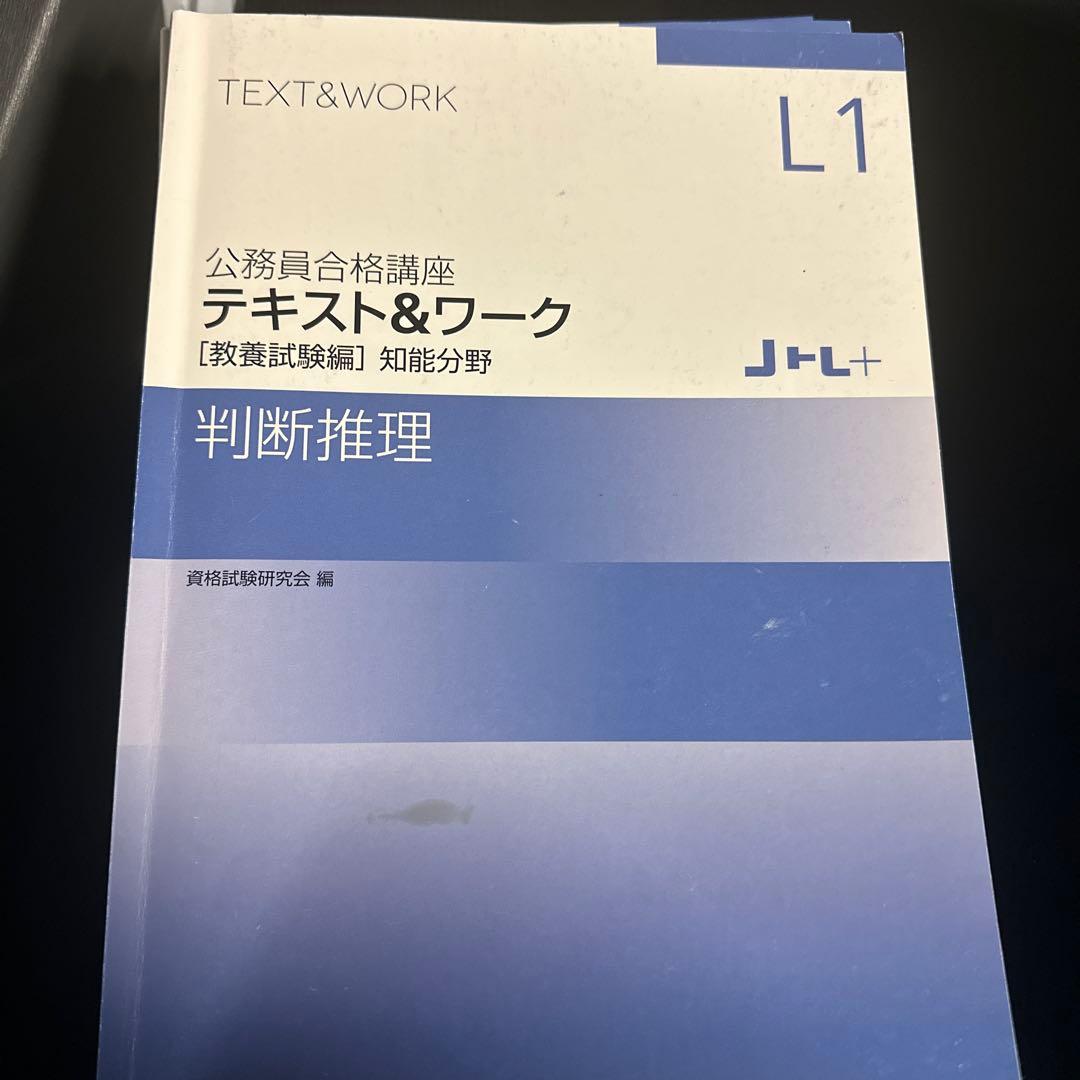 TEXT&WORK
L1
公務員合格講座
テキスト&ワーク
[教養試験編] 知能分野
判断推理
資格試験研究会 編